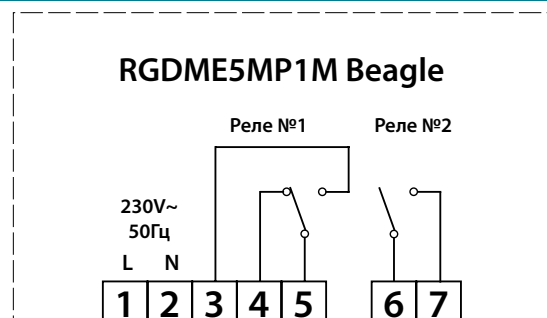 RGDME5MP1M Beagle
Реле №1 Реле №2
230V~
50Гц
L N
1 2 3 4 5 6 7